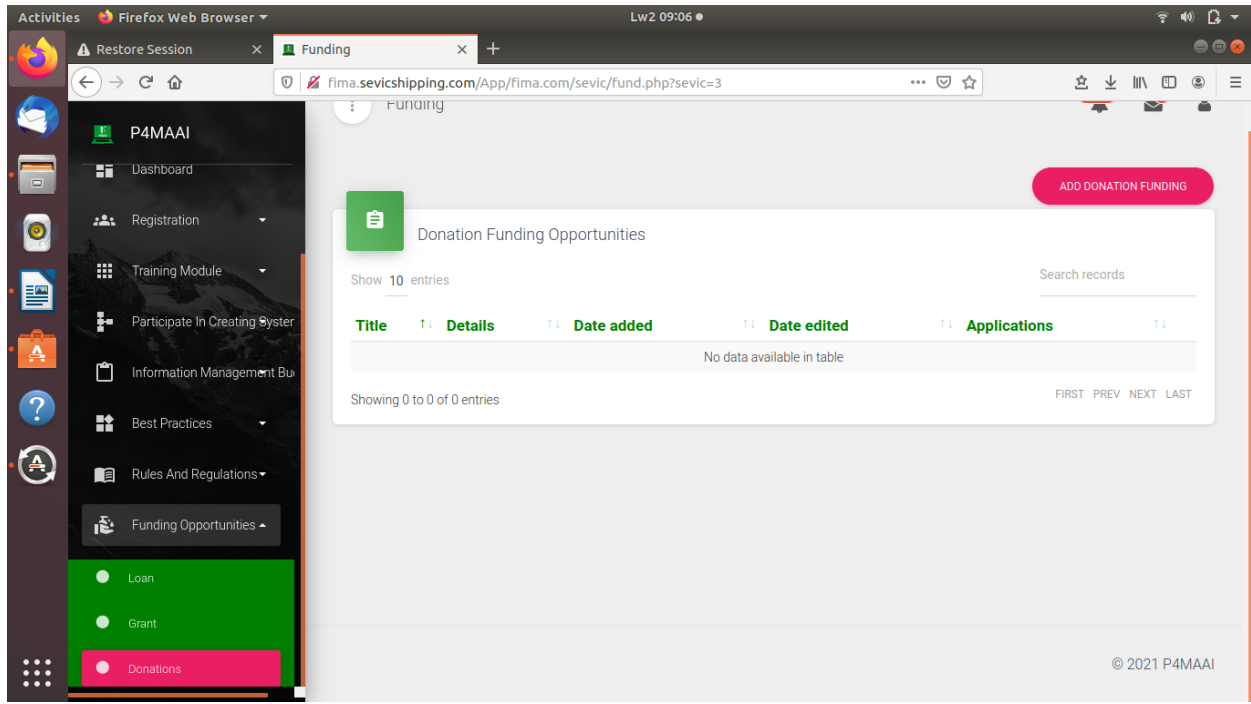 Activities Firefox Web Browser Lw2 09:06
Restore Session
Funding
fima.sevicshipping.com/App/fima.com/sevic/fund.php?sevic=3
P4MAAI
Funding
Dashboard
Registration
Training Module
Participate In Creating System
Information Management Bu
Best Practices
Rules And Regulations
Funding Opportunities
Loan
Grant
Donations
ADD DONATION FUNDING
Donation Funding Opportunities
Show 10 entries
Search records
Title Details Date added Date edited Applications
No data available in table
Showing 0 to 0 of 0 entries
FIRST PREV NEXT LAST
© 2021 P4MAAI